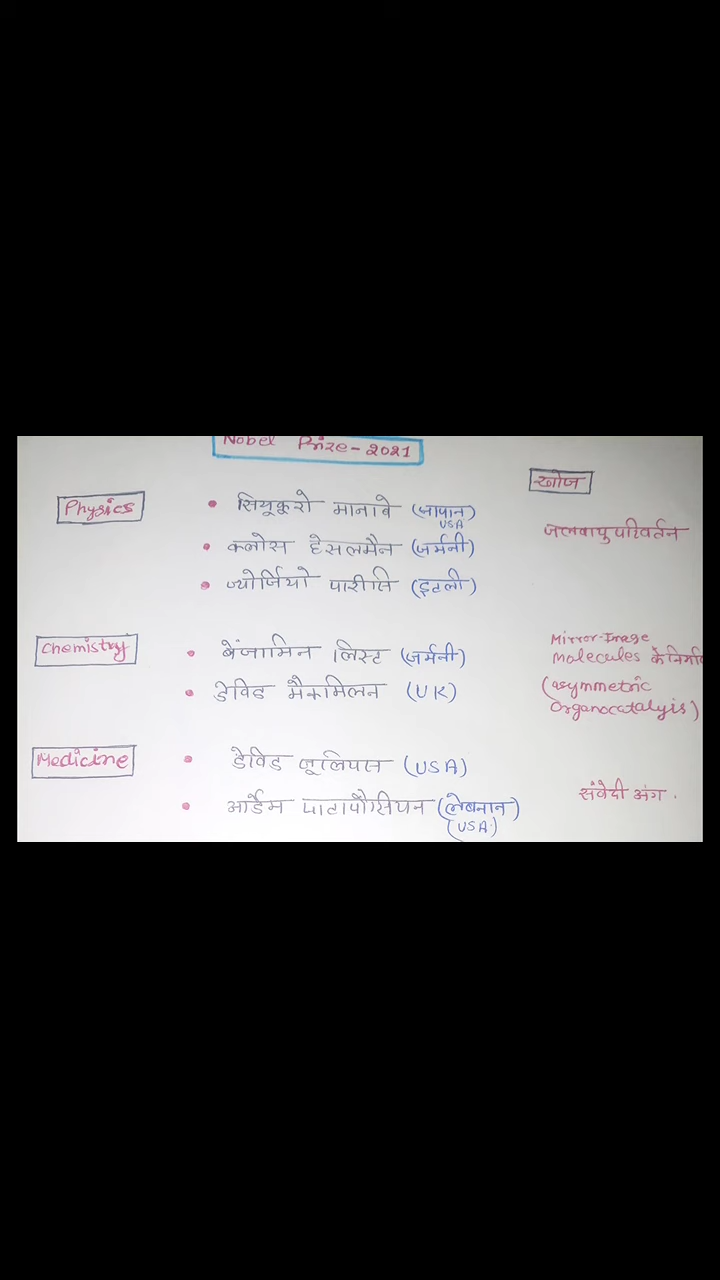 Nobel Prize-2021
खोज
Physics
• सियूकुरो मानाबे (जापान)
USA
जलवायु परिवर्तन
• क्लोस हेसलमैन (जर्मनी)
• ज्योर्जियो पारीसि (इटली)
Chemistry
• बेंजामिन लिस्ट (जर्मनी)
Mirror-Image
Molecules के निर्माण
• डेविड मैकमिलन (UK)
(asymmetric
Organocatalyis)
Medicine
• डेविड जूलियस (USA)
संवेदी अंग .
• आर्डेम पाटापौसियन (लेबनान)
(USA)